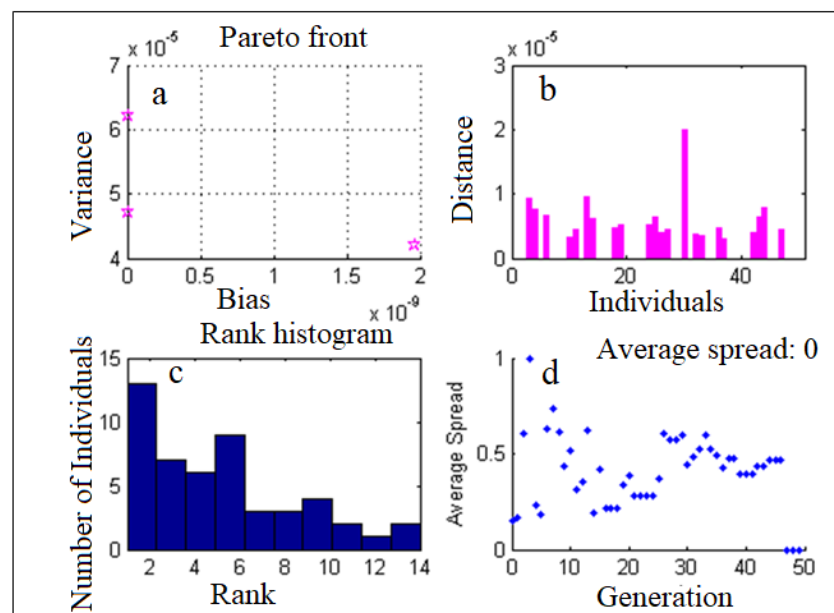 Pareto front
× 10⁻⁵
a
7
6
5
4
Variance
0 0.5 1 1.5 2
Bias
× 10⁻⁹
× 10⁻⁵
b
3
2
1
0
Distance
0 20 40
Individuals
Rank histogram
c
15
10
5
0
Number of Individuals
2 4 6 8 10 12 14
Rank
Average spread: 0
d
1
0.5
0
Average Spread
0 10 20 30 40 50
Generation